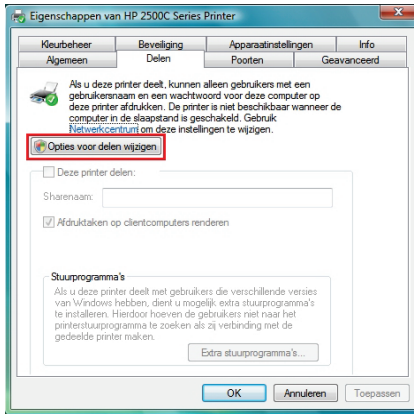 Eigenschappen van HP 2500C Series Printer
Kleurbeheer Beveiliging Apparaatinstellingen Info
Algemeen Delen Poorten Geavanceerd
Als u deze printer deelt, kunnen alleen gebruikers met een
gebruikersnaam en een wachtwoord voor deze computer op
deze printer afdrukken. De printer is niet beschikbaar wanneer de
computer in de slaapstand is geschakeld. Gebruik
Netwerkcentrum om deze instellingen te wijzigen.
Opties voor delen wijzigen
Deze printer delen:
Sharenaam:
Afdruktaken op clientcomputers renderen
Stuurprogramma's
Als u deze printer deelt met gebruikers die verschillende versies
van Windows hebben, dient u mogelijk extra stuurprogramma's
te installeren. Hierdoor hoeven de gebruikers niet naar het
printerstuurprogramma te zoeken als zij verbinding met de
gedeelde printer maken.
Extra stuurprogramma's...
OK Annuleren Toepassen